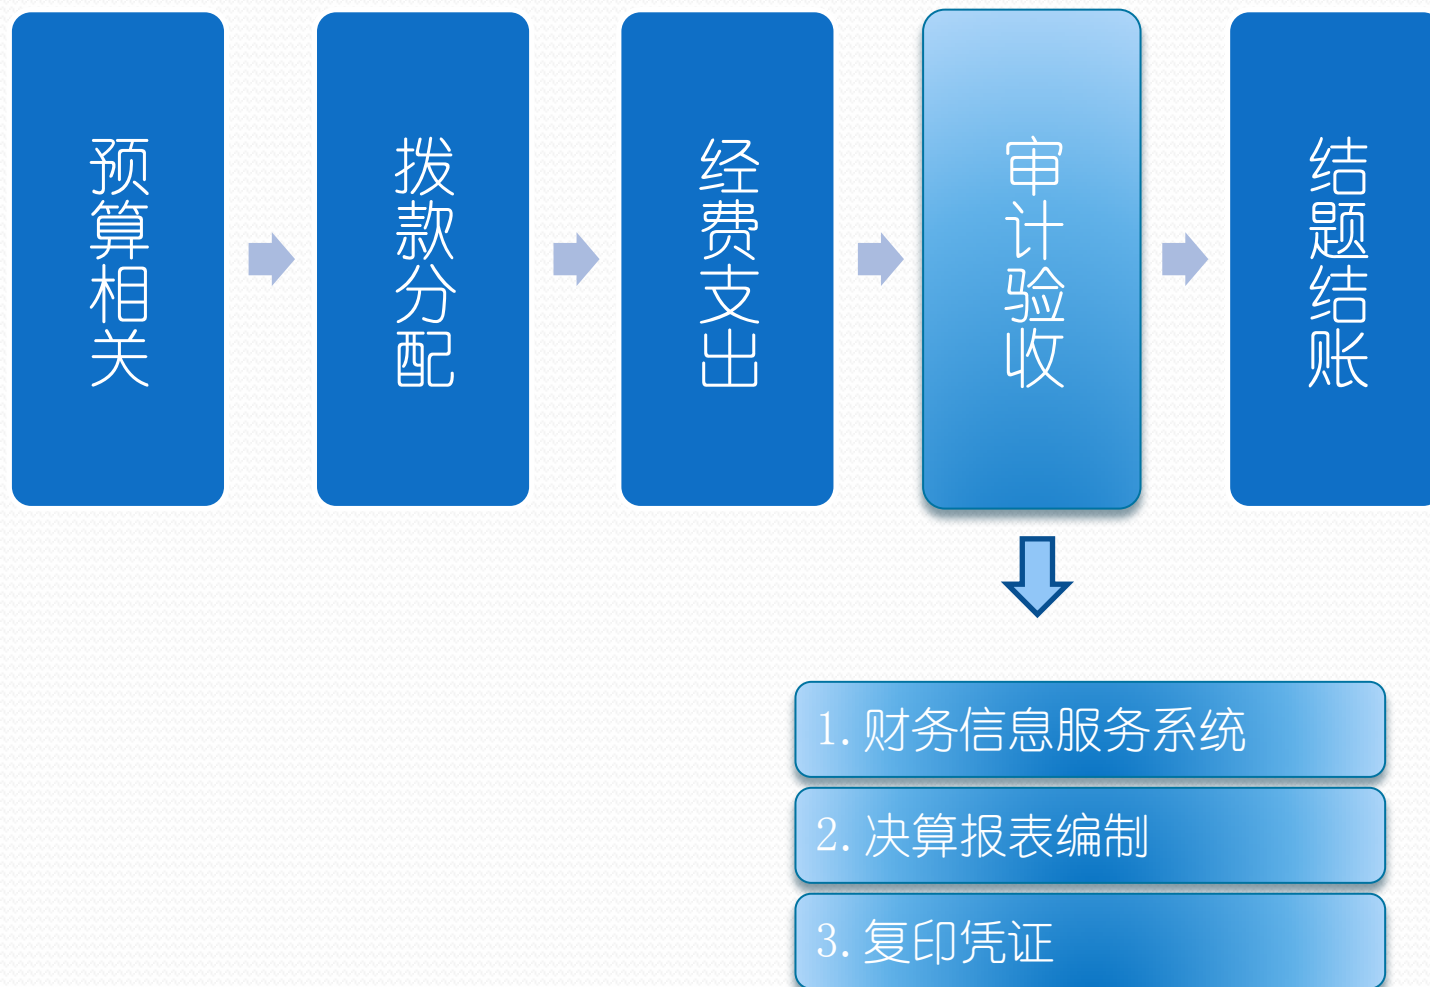 预算相关
拨款分配
经费支出
审计验收
结题结账
1.财务信息服务系统
2.决算报表编制
3.复印凭证